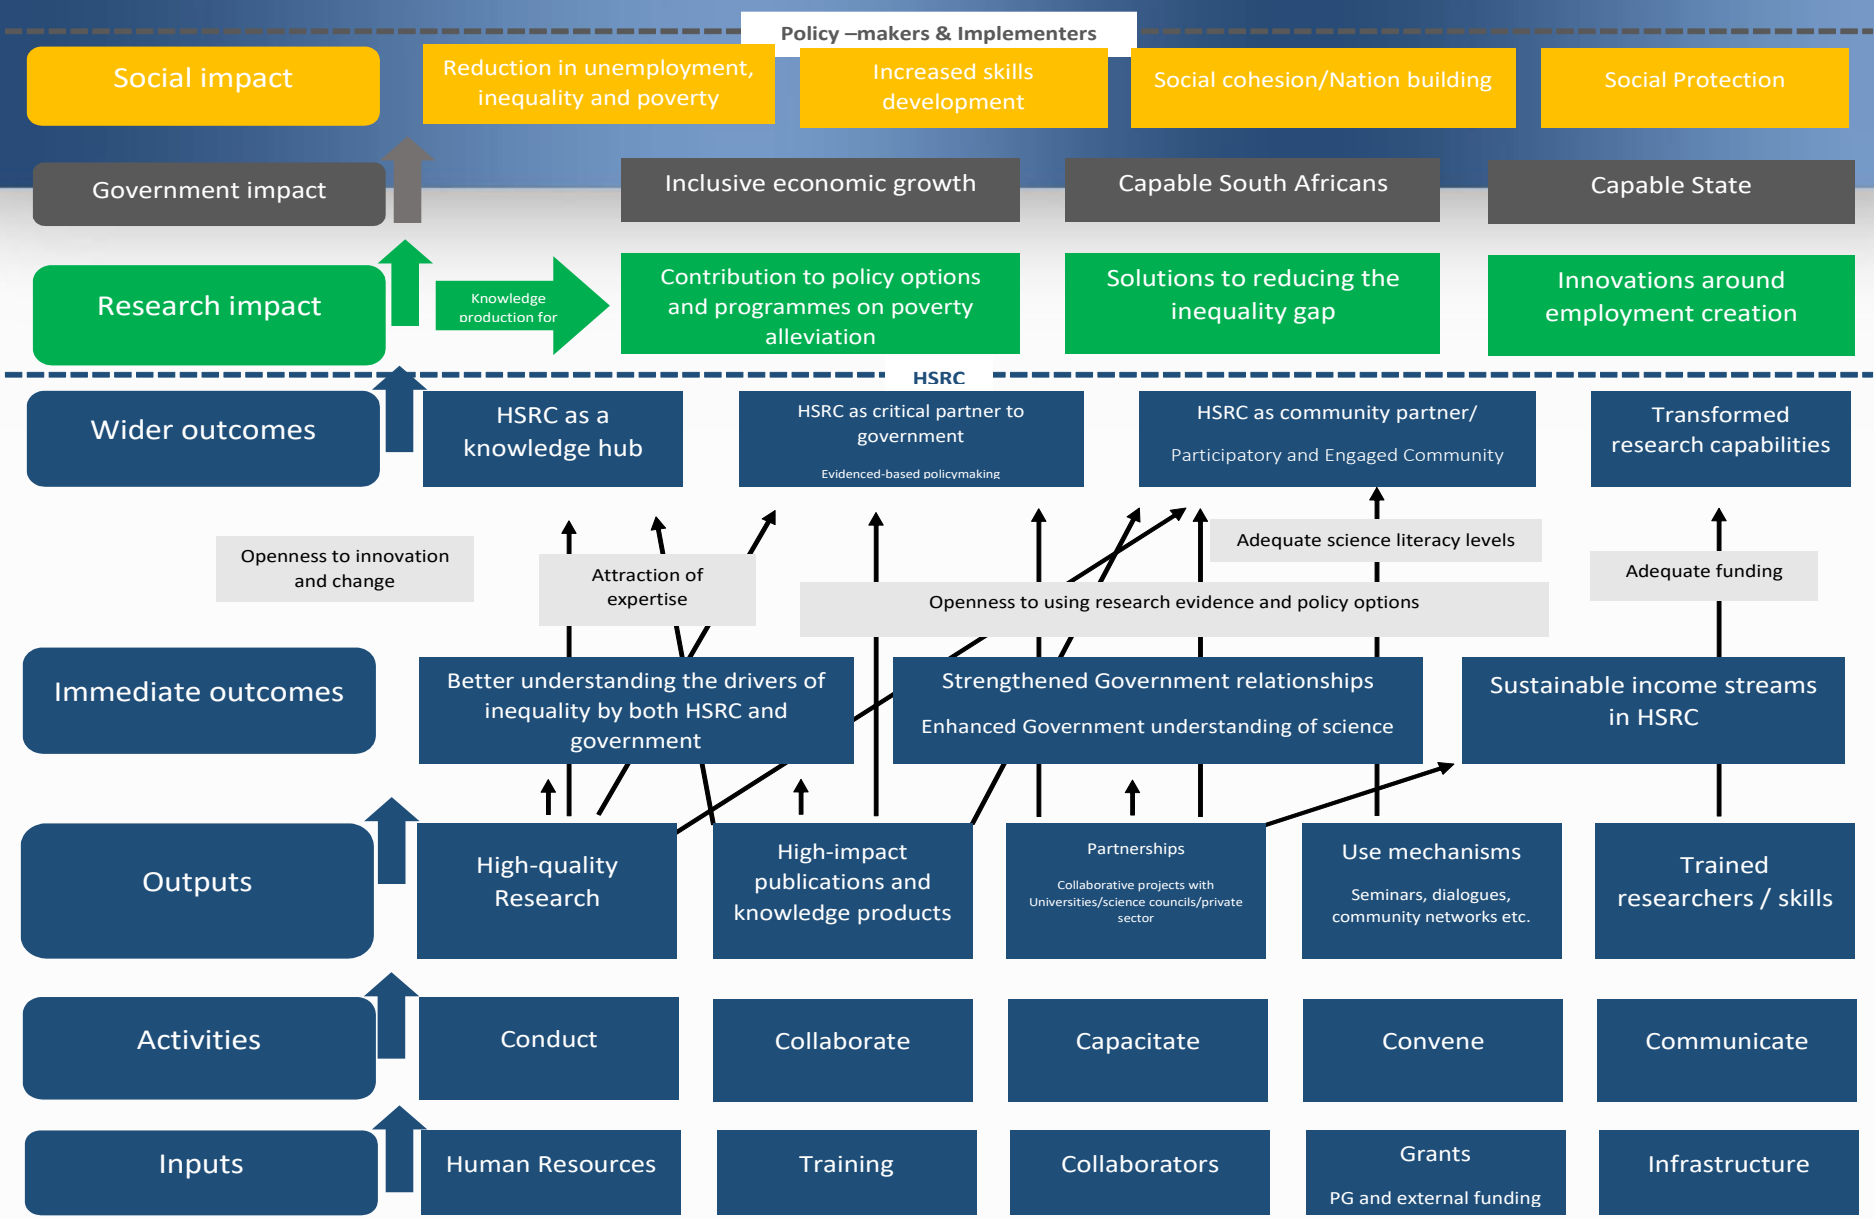 Policy –makers & Implementers
Social impact
Reduction in unemployment,
inequality and poverty
Increased skills
development
Social cohesion/Nation building
Social Protection
Government impact
Inclusive economic growth
Capable South Africans
Capable State
Research impact
Knowledge
production for
Contribution to policy options
and programmes on poverty
alleviation
Solutions to reducing the
inequality gap
Innovations around
employment creation
HSRC
Wider outcomes
HSRC as a
knowledge hub
HSRC as critical partner to
government
Evidenced-based policymaking
HSRC as community partner/
Participatory and Engaged Community
Transformed
research capabilities
Openness to innovation
and change
Attraction of
expertise
Adequate science literacy levels
Openness to using research evidence and policy options
Adequate funding
Immediate outcomes
Better understanding the drivers of
inequality by both HSRC and
government
Strengthened Government relationships
Enhanced Government understanding of science
Sustainable income streams
in HSRC
Outputs
High-quality
Research
High-impact
publications and
knowledge products
Partnerships
Collaborative projects with
Universities/science councils/private
sector
Use mechanisms
Seminars, dialogues,
community networks etc.
Trained
researchers / skills
Activities
Conduct
Collaborate
Capacitate
Convene
Communicate
Inputs
Human Resources
Training
Collaborators
Grants
PG and external funding
Infrastructure